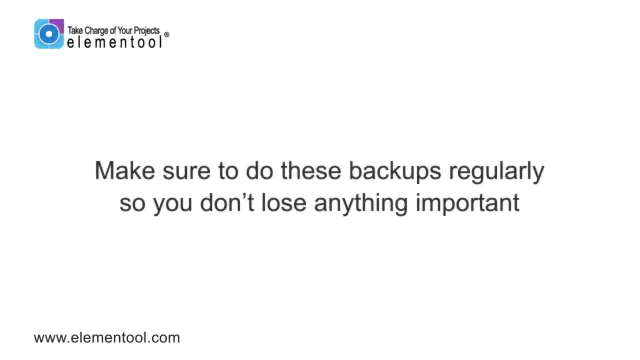 Take Charge of Your Projects
elementool®
Make sure to do these backups regularly
so you don't lose anything important
www.elementool.com